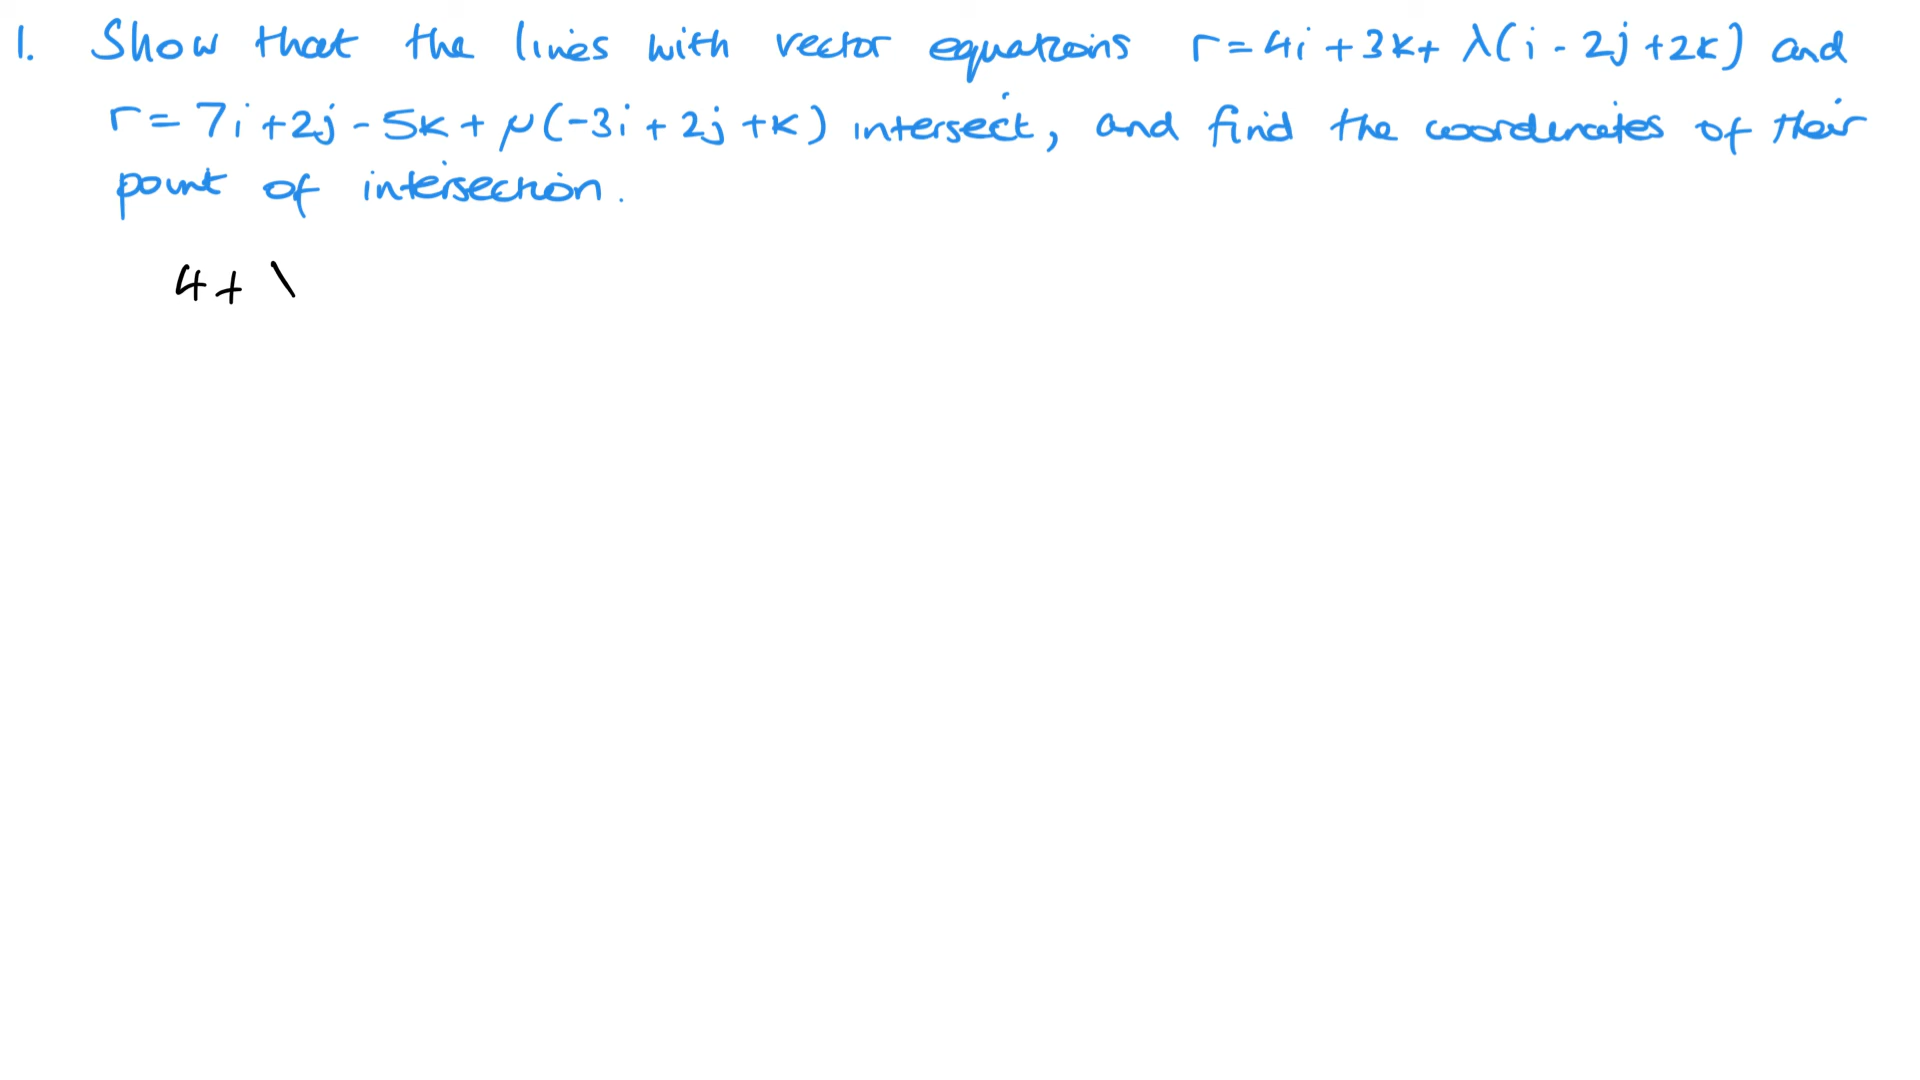 1. Show that the lines with vector equations r=4i+3k+ λ(i-2j+2k) and
r=7i+2j-5k+μ(-3i+2j+k) intersect, and find the coordinates of their
point of intersection.
4+ \